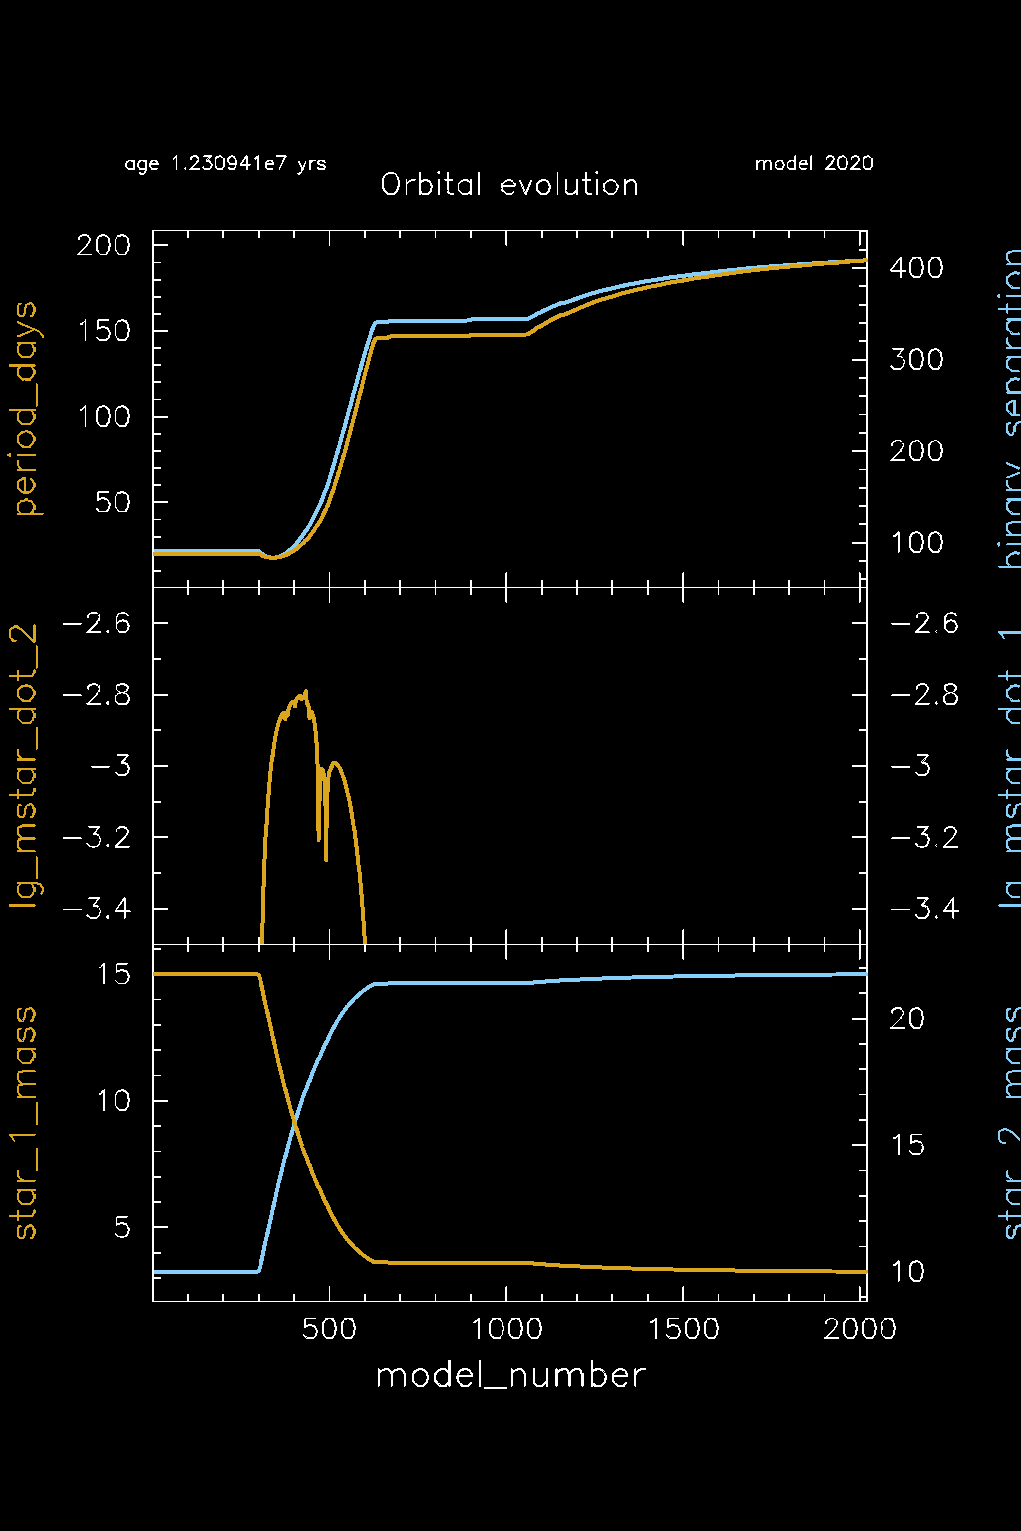 age 1.230941e7 yrs
model 2020
Orbital evolution
period_days
200
150
100
50
400
300
200
100
binary_separation
lg_mstar_dot_2
−2.6
−2.8
−3
−3.2
−3.4
−2.6
−2.8
−3
−3.2
−3.4
lg_mstar_dot_1
star_1_mass
15
10
5
20
15
10
star_2_mass
500
1000
1500
2000
model_number